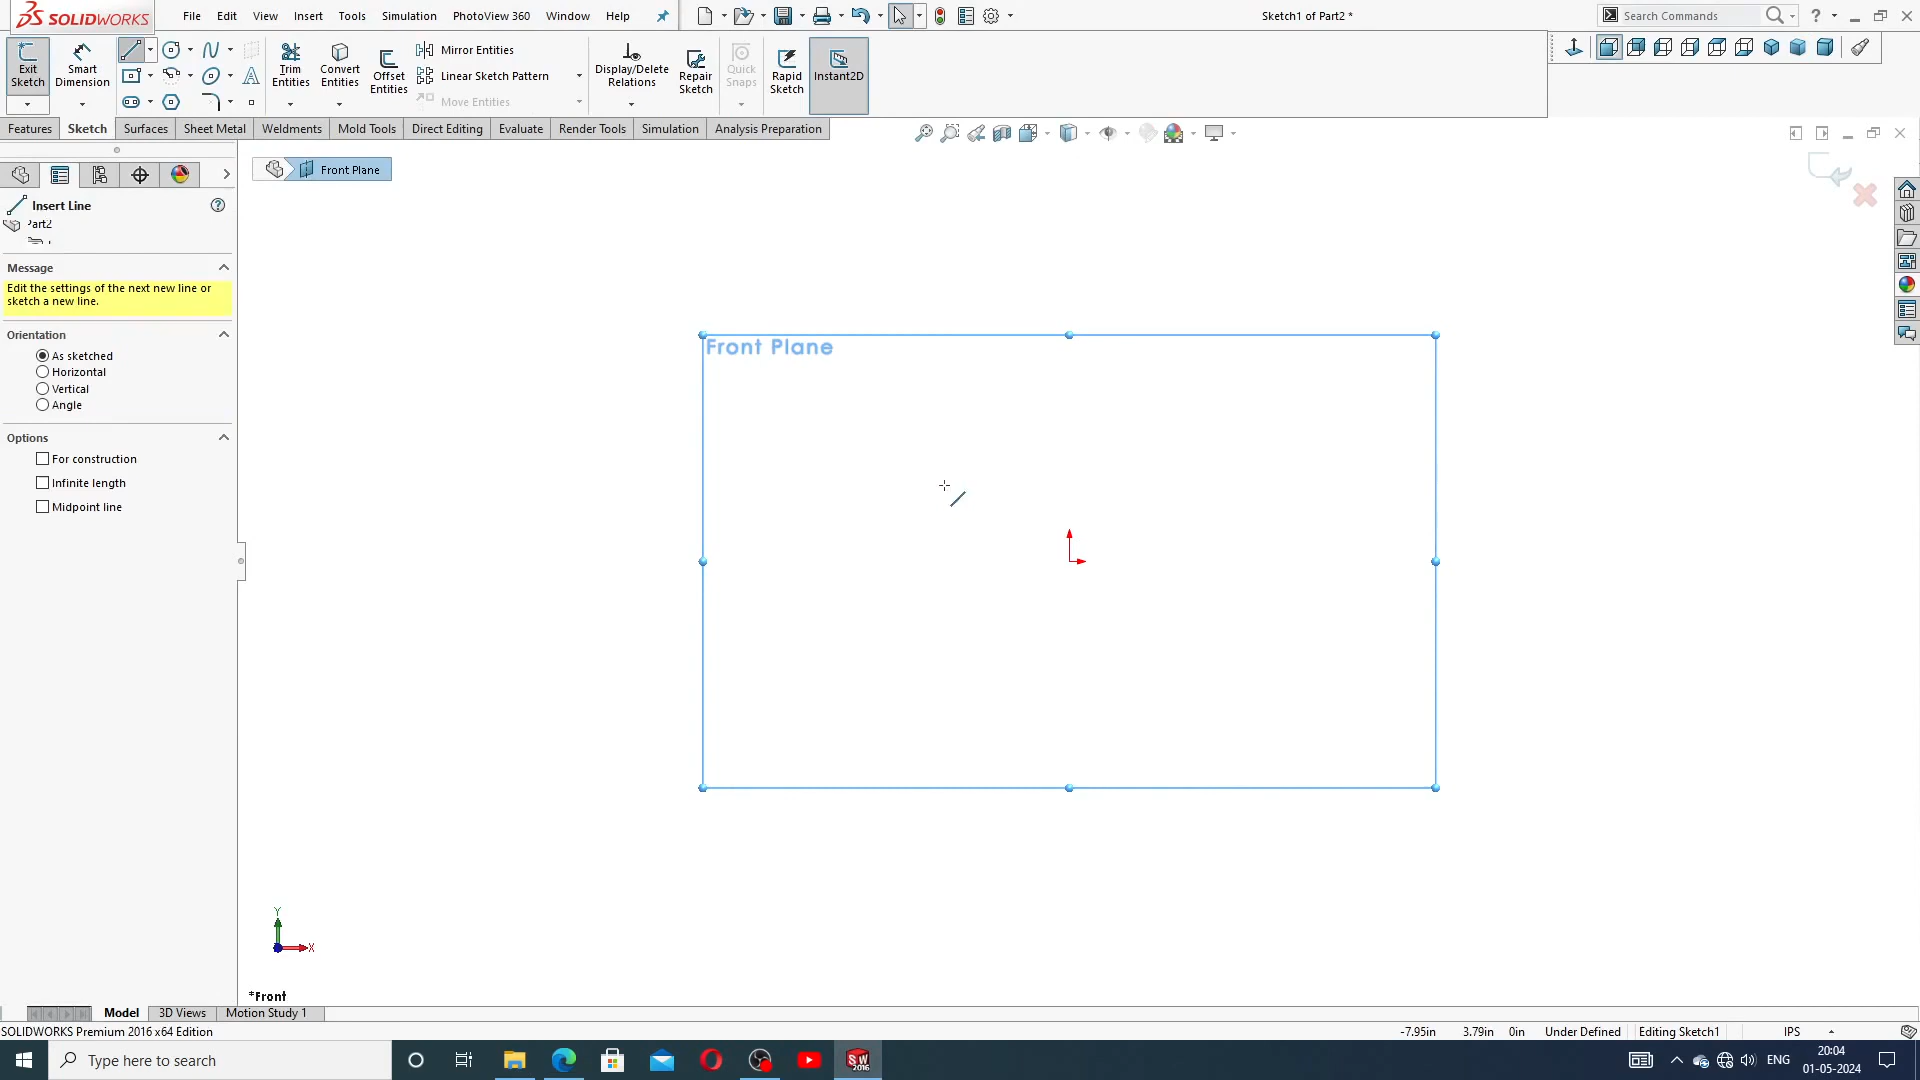 SOLIDWORKS File Edit View Insert Tools Simulation PhotoView 360 Window Help Sketch1 of Part2 * Search Commands
Exit Sketch
Smart Dimension
Trim Entities
Convert Entities
Offset Entities
Mirror Entities
Linear Sketch Pattern
Move Entities
Display/Delete Relations
Repair Sketch
Quick Snaps
Rapid Sketch
Instant2D
Features Sketch Surfaces Sheet Metal Weldments Mold Tools Direct Editing Evaluate Render Tools Simulation Analysis Preparation
Front Plane
Insert Line
Part2
Message
Edit the settings of the next new line or
sketch a new line.
Orientation
As sketched
Horizontal
Vertical
Angle
Options
For construction
Infinite length
Midpoint line
Front Plane
Y
X
*Front
Model 3D Views Motion Study 1
SOLIDWORKS Premium 2016 x64 Edition -7.95in 3.79in 0in Under Defined Editing Sketch1 IPS
Type here to search
SW
2016
ENG
20:04
01-05-2024